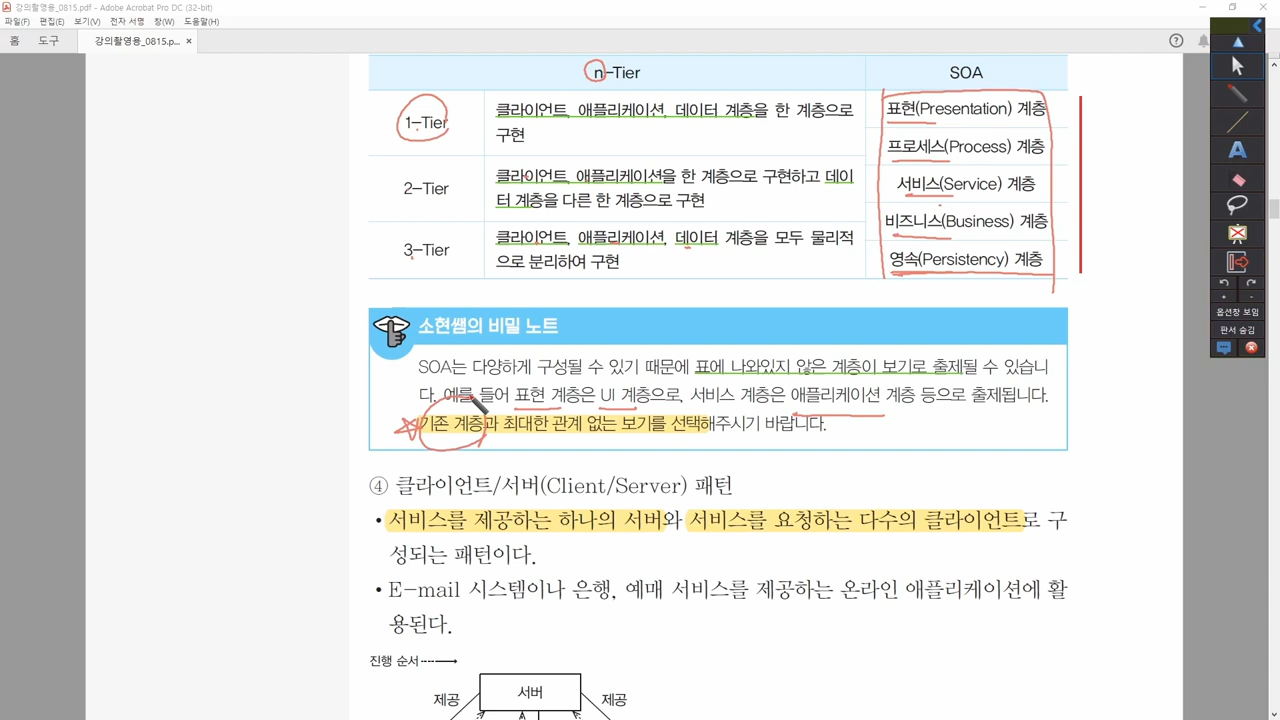 강의촬영용_0815.pdf - Adobe Acrobat Pro DC (32-bit)
파일(F) 편집(E) 보기(V) 전자 서명 창(W) 도움말(H)
홈 도구 강의촬영용_0815.p... ×
n-Tier SOA
1-Tier 클라이언트, 애플리케이션, 데이터 계층을 한 계층으로
구현
2-Tier 클라이언트, 애플리케이션을 한 계층으로 구현하고 데이
터 계층을 다른 한 계층으로 구현
3-Tier 클라이언트, 애플리케이션, 데이터 계층을 모두 물리적
으로 분리하여 구현
표현(Presentation) 계층
프로세스(Process) 계층
서비스(Service) 계층
비즈니스(Business) 계층
영속(Persistency) 계층
소현쌤의 비밀 노트
SOA는 다양하게 구성될 수 있기 때문에 표에 나와있지 않은 계층이 보기로 출제될 수 있습니
다. 예를 들어 표현 계층은 UI 계층으로, 서비스 계층은 애플리케이션 계층 등으로 출제됩니다.
기존 계층과 최대한 관계 없는 보기를 선택해주시기 바랍니다.
④ 클라이언트/서버(Client/Server) 패턴
• 서비스를 제공하는 하나의 서버와 서비스를 요청하는 다수의 클라이언트로 구
성되는 패턴이다.
• E-mail 시스템이나 은행, 예매 서비스를 제공하는 온라인 애플리케이션에 활
용된다.
진행 순서
서버
제공 제공
옵션창 보임
판서 숨김